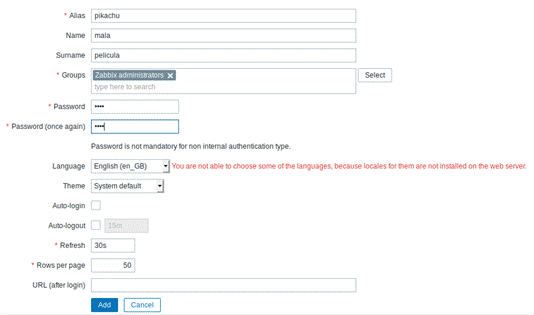 * Alias pikachu
Name mala
Surname pelicula
* Groups Zabbix administrators ✕ Select
type here to search
* Password ••••
* Password (once again) ••••
Password is not mandatory for non internal authentication type.
Language English (en_GB) You are not able to choose some of the languages, because locales for them are not installed on the web server.
Theme System default
Auto-login
Auto-logout 15m
* Refresh 30s
* Rows per page 50
URL (after login)
Add Cancel